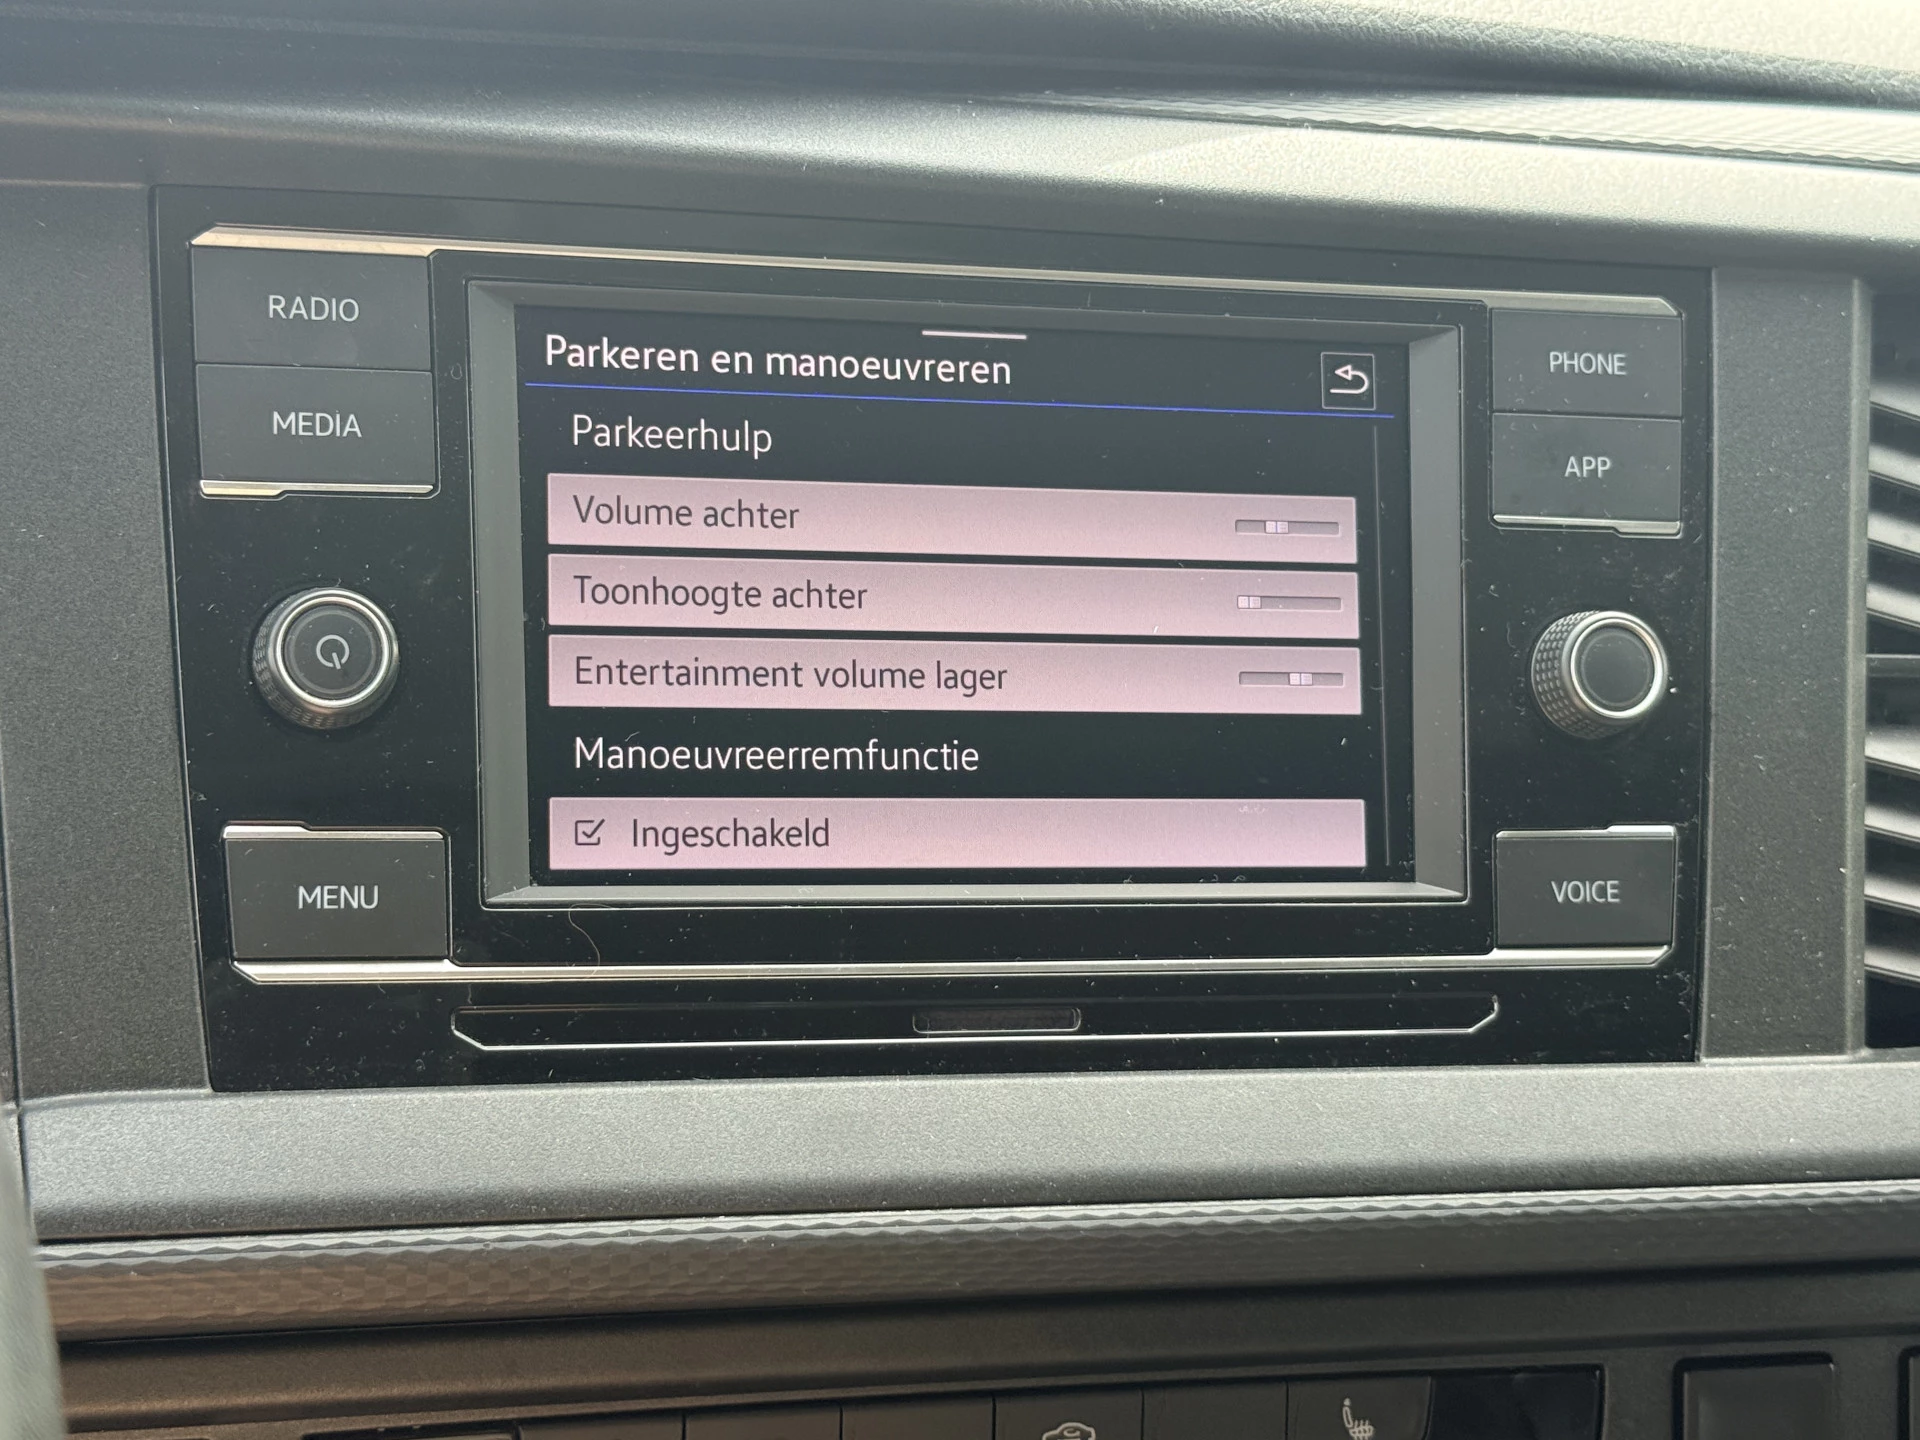 RADIO
MEDIA
MENU
Parkeren en manoeuvreren
Parkeerhulp
Volume achter
Toonhoogte achter
Entertainment volume lager
Manoeuvreerremfunctie
Ingeschakeld
PHONE
APP
VOICE